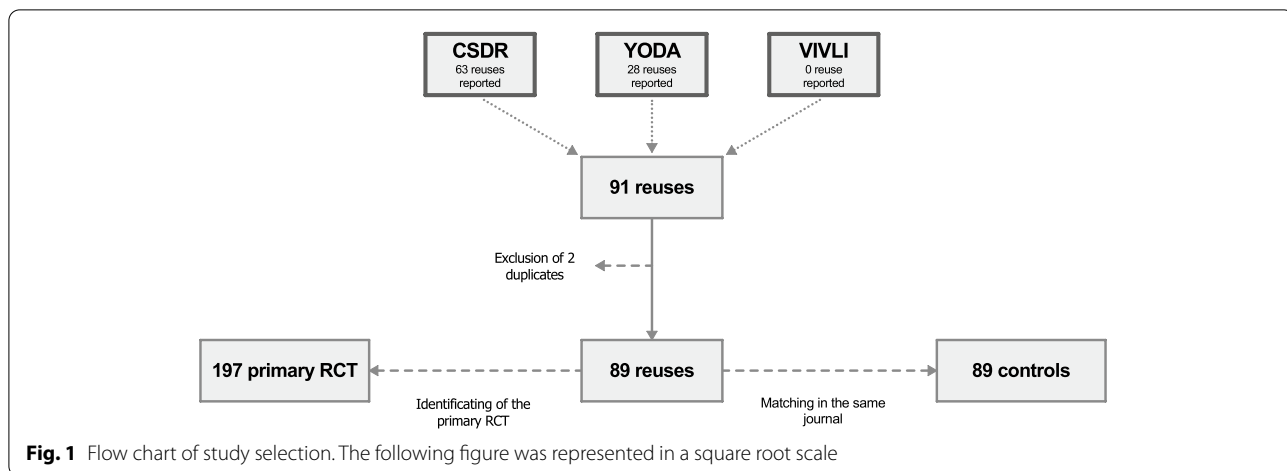 CSDR
63 reuses
reported
YODA
28 reuses
reported
VIVLI
0 reuse
reported
91 reuses
Exclusion of 2
duplicates
197 primary RCT
89 reuses
89 controls
Identificating of the
primary RCT
Matching in the same
journal
Fig. 1 Flow chart of study selection. The following figure was represented in a square root scale